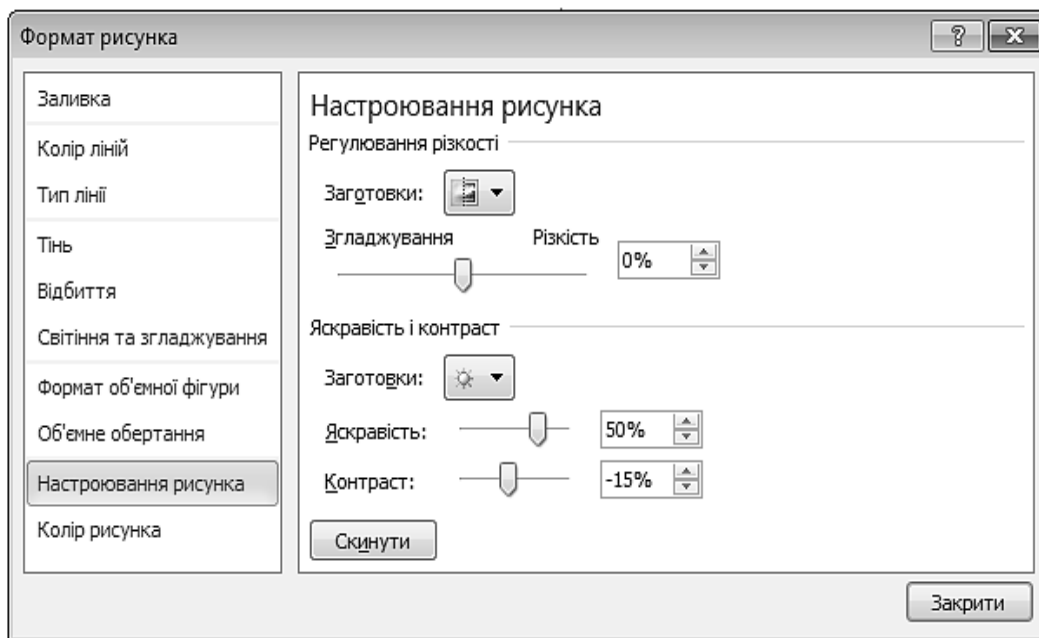 Формат рисунка
Заливка
Колір ліній
Тип лінії
Тінь
Відбиття
Світіння та згладжування
Формат об'ємної фігури
Об'ємне обертання
Настроювання рисунка
Колір рисунка
Настроювання рисунка
Регулювання різкості
Заготовки:
Згладжування Різкість
0%
Яскравість і контраст
Заготовки:
Яскравість: 50%
Контраст: -15%
Скинути
Закрити